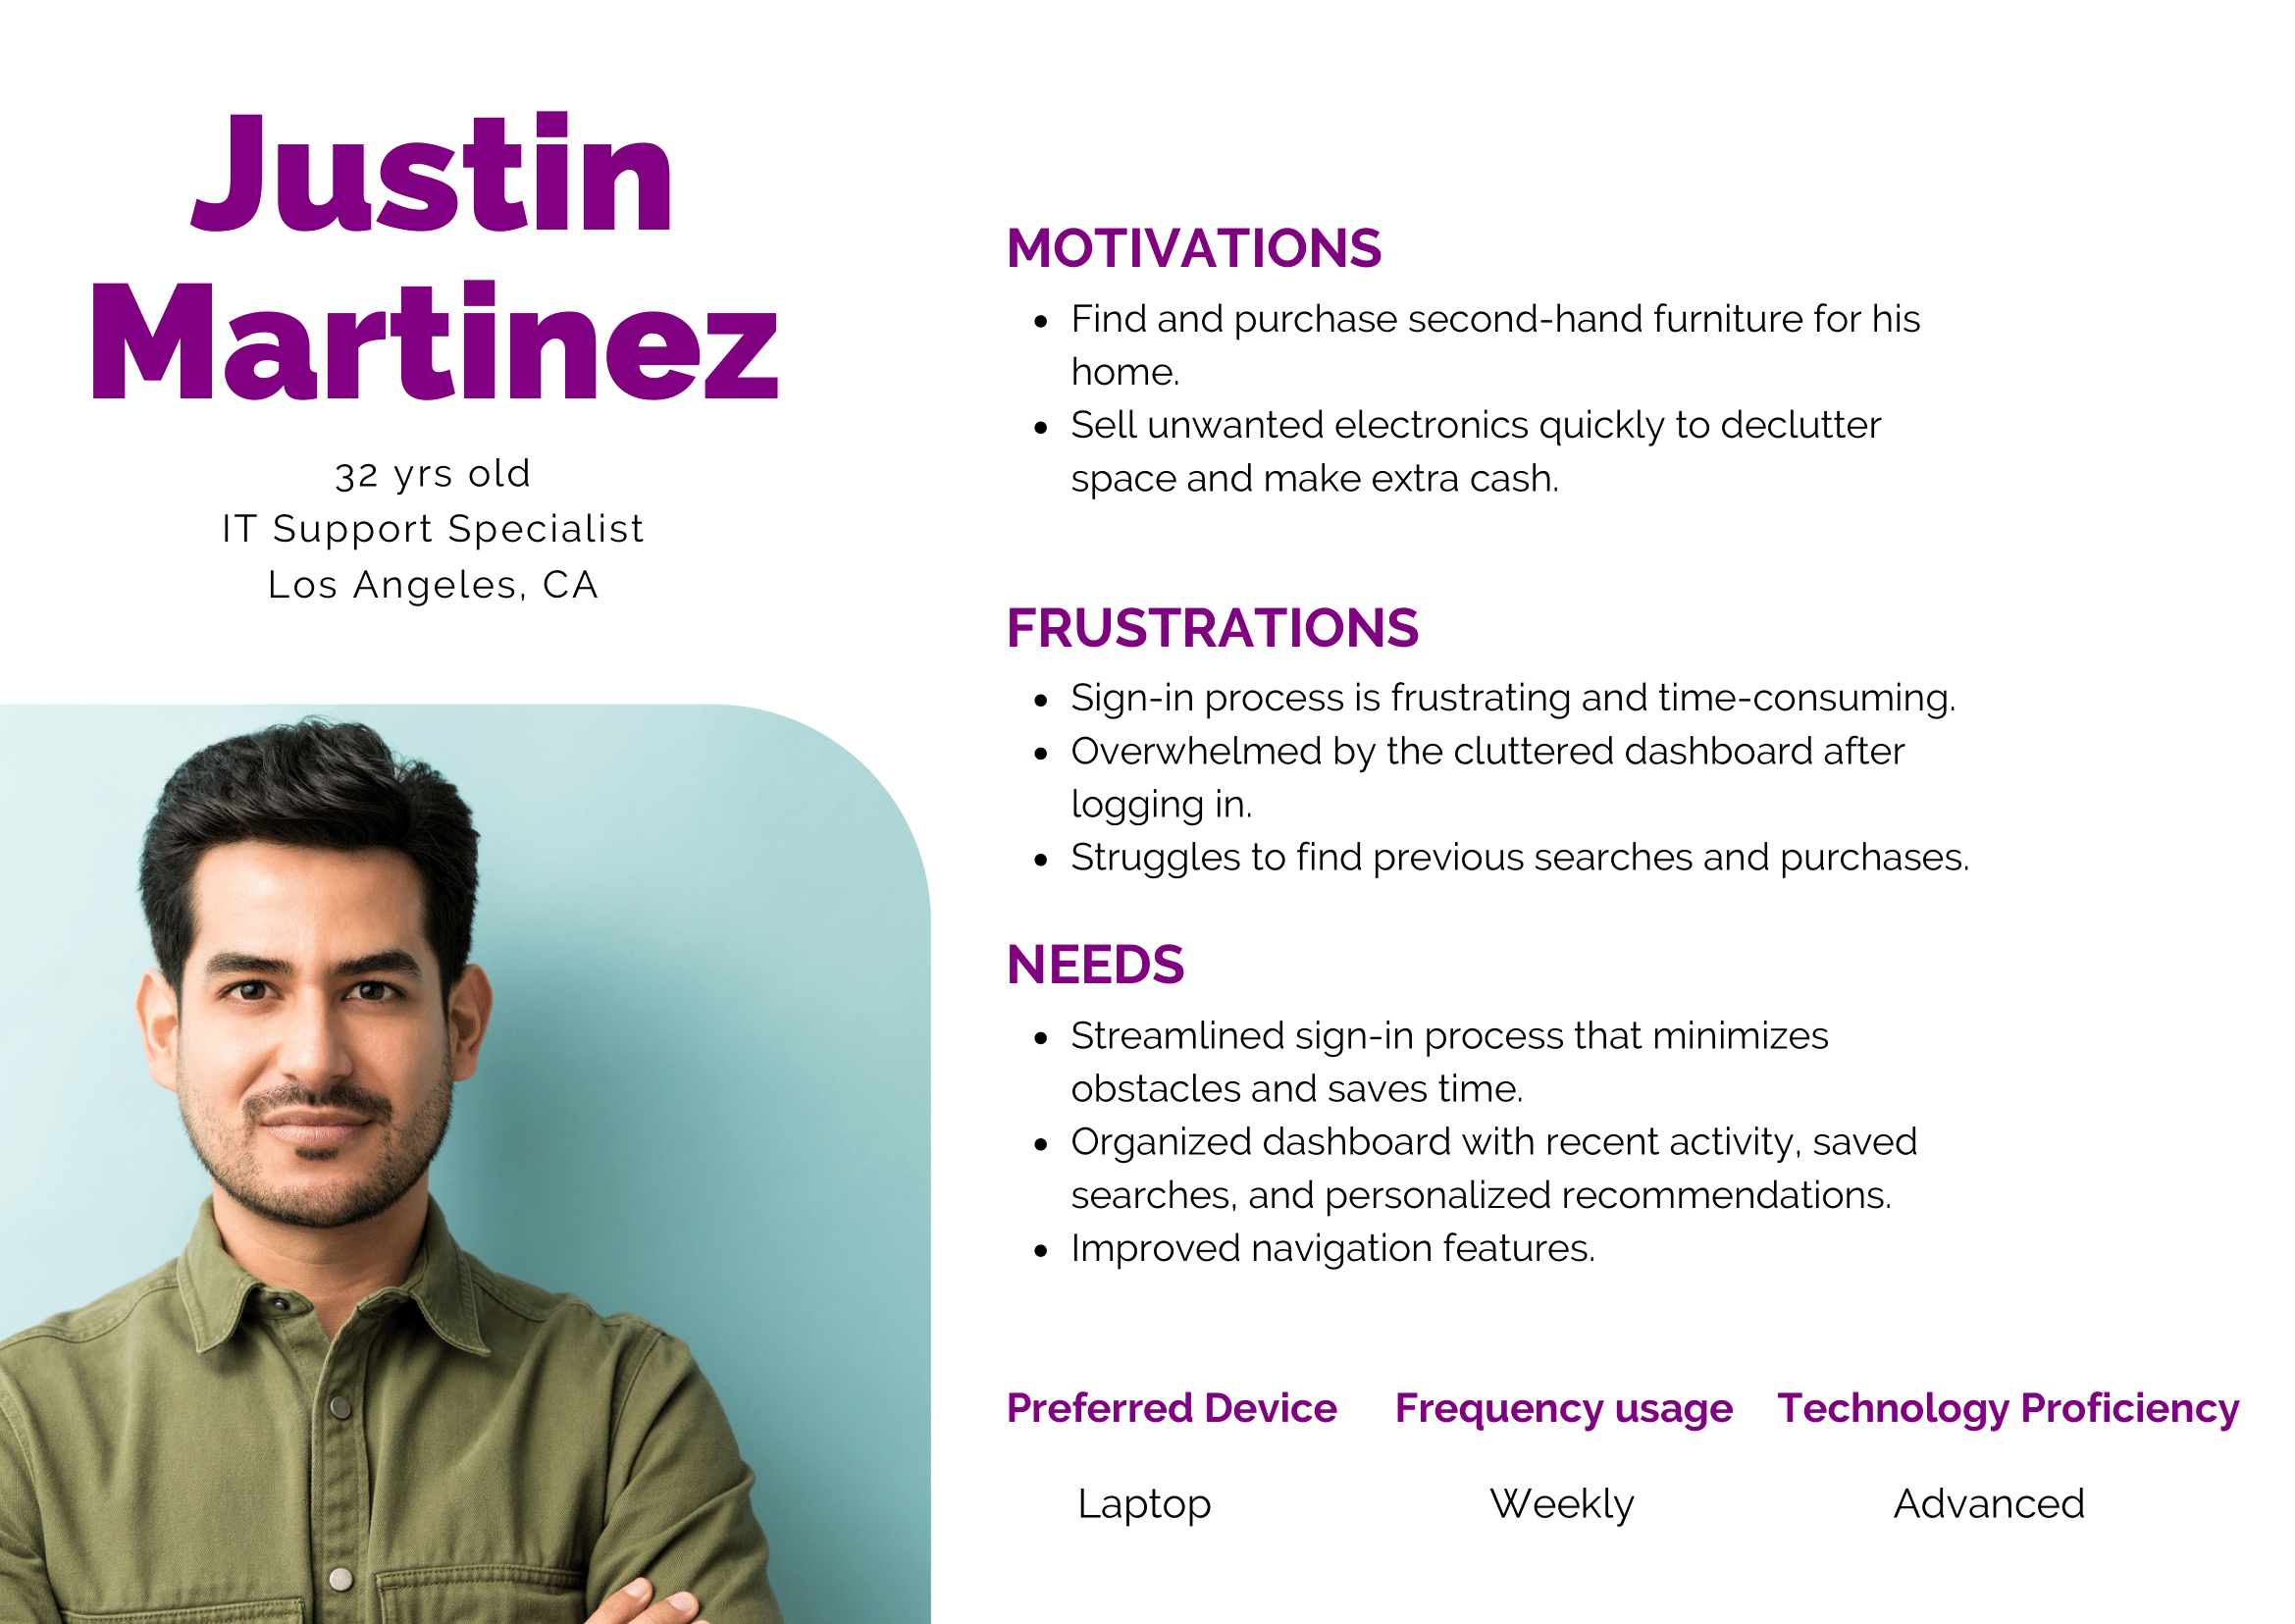 Justin
Martinez
32 yrs old
IT Support Specialist
Los Angeles, CA
MOTIVATIONS
• Find and purchase second-hand furniture for his
home.
• Sell unwanted electronics quickly to declutter
space and make extra cash.
FRUSTRATIONS
• Sign-in process is frustrating and time-consuming.
• Overwhelmed by the cluttered dashboard after
logging in.
• Struggles to find previous searches and purchases.
NEEDS
• Streamlined sign-in process that minimizes
obstacles and saves time.
• Organized dashboard with recent activity, saved
searches, and personalized recommendations.
• Improved navigation features.
Preferred Device Frequency usage Technology Proficiency
Laptop Weekly Advanced